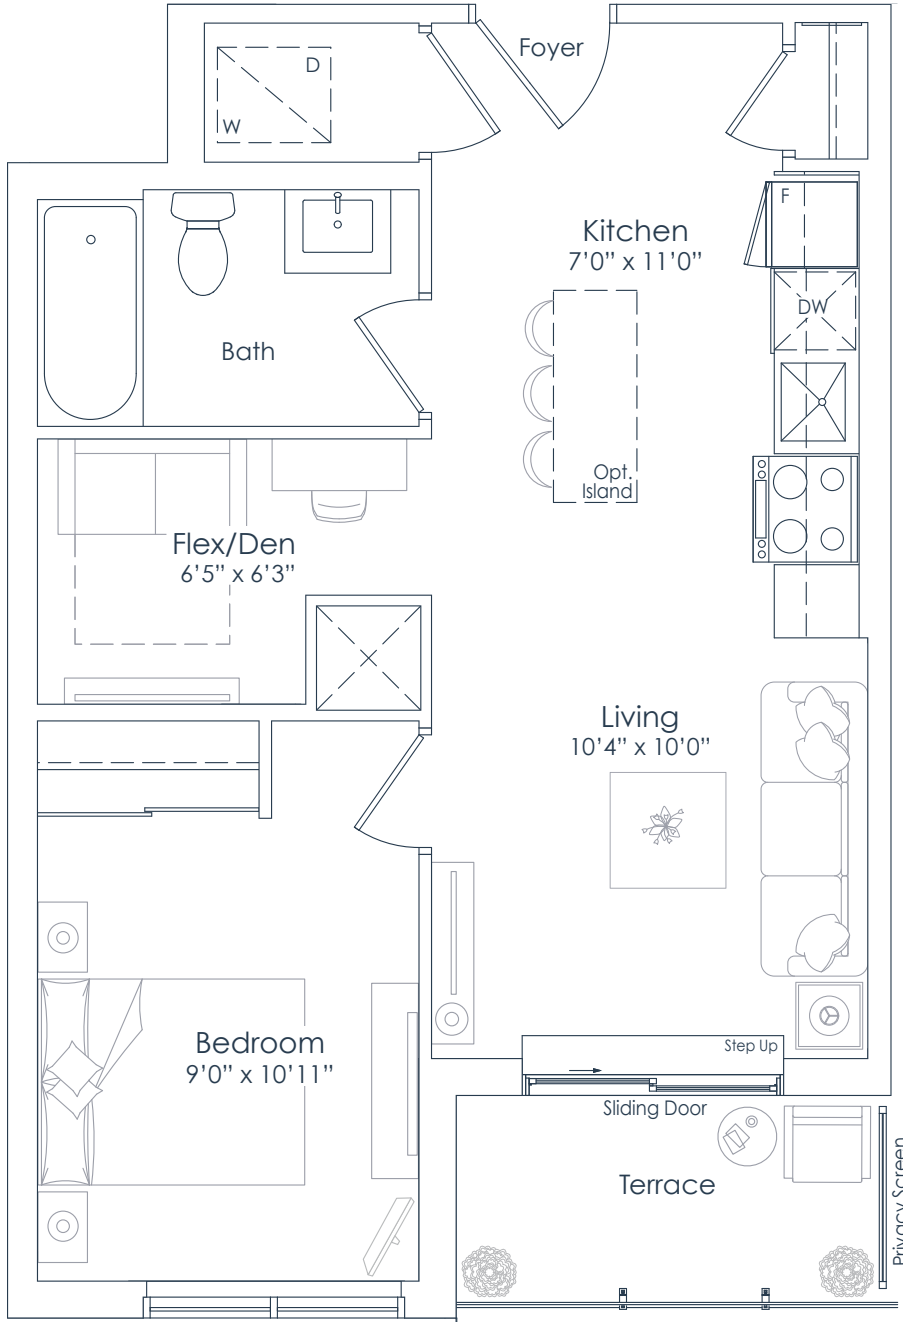 Foyer
D
W
Kitchen
7’0” x 11’0”
F
DW
Bath
Opt.
Island
Flex/Den
6’5” x 6’3”
Living
10’4” x 10’0”
Bedroom
9’0” x 10’11”
Step Up
Sliding Door
Terrace
Privacy Screen